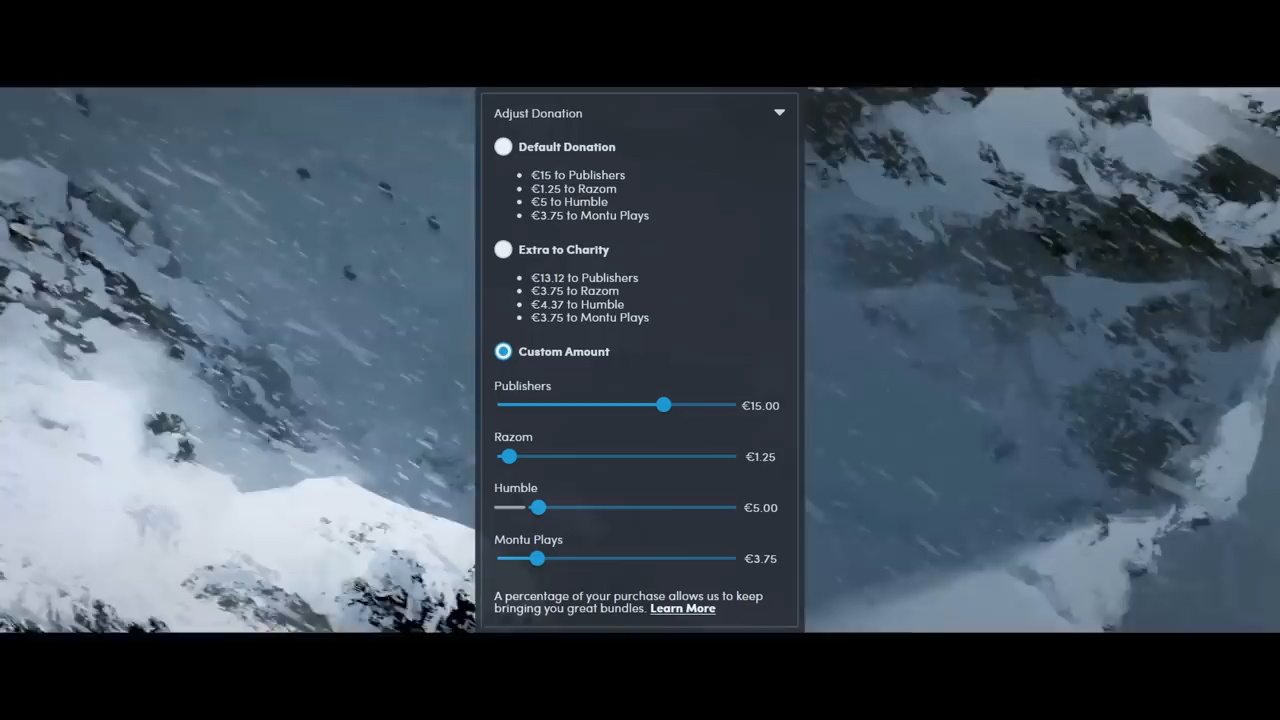 Adjust Donation
Default Donation
• €15 to Publishers
• €1.25 to Razom
• €5 to Humble
• €3.75 to Montu Plays
Extra to Charity
• €13.12 to Publishers
• €3.75 to Razom
• €4.37 to Humble
• €3.75 to Montu Plays
Custom Amount
Publishers
€15.00
Razom
€1.25
Humble
€5.00
Montu Plays
€3.75
A percentage of your purchase allows us to keep
bringing you great bundles. Learn More